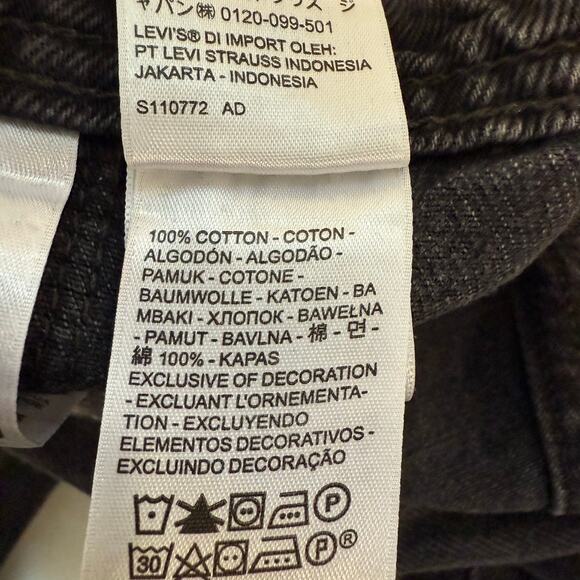 ャパン㈱ 0120-099-501
LEVI'S® DI IMPORT OLEH:
PT LEVI STRAUSS INDONESIA
JAKARTA - INDONESIA
S110772 AD
100% COTTON - COTON -
ALGODÓN - ALGODÃO -
PAMUK - COTONE -
BAUMWOLLE - KATOEN - BA
MBAKI - ХЛОПОК - BAWEŁNA
- PAMUT - BAVLNA - 棉 - 면 -
綿 100% - KAPAS
EXCLUSIVE OF DECORATION
- EXCLUANT L'ORNEMENTA-
TION - EXCLUYENDO
ELEMENTOS DECORATIVOS -
EXCLUINDO DECORAÇÃO
P
30 P®